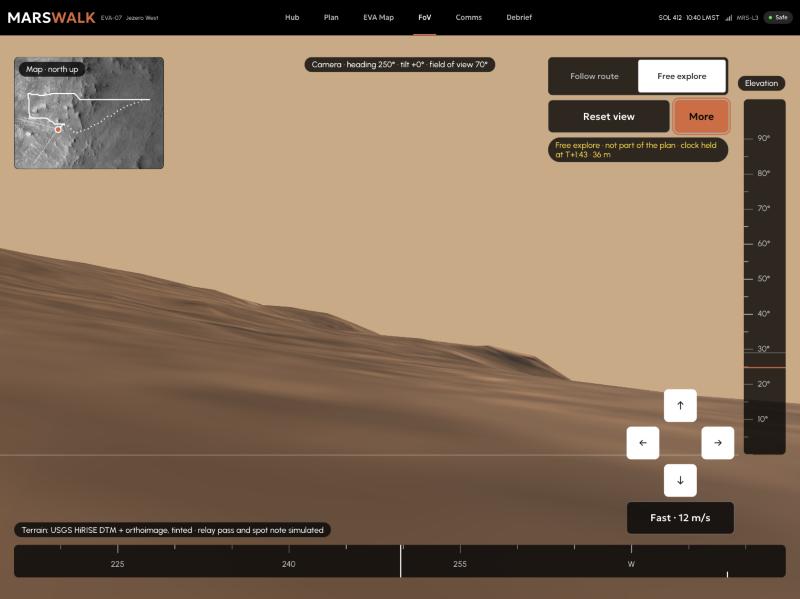 MARSWALK EVA-07 Jezero West Hub Plan EVA Map FoV Comms Debrief SOL 412 · 10:40 LMST MRS-L3 Safe
Map · north up
Camera · heading 250° · tilt +0° · field of view 70°
Follow route Free explore
Elevation
Reset view More
Free explore · not part of the plan · clock held
at T+1:43 · 36 m
90°
80°
70°
60°
50°
40°
30°
20°
10°
↑
← →
↓
Fast · 12 m/s
Terrain: USGS HiRISE DTM + orthoimage, tinted · relay pass and spot note simulated
225 240 255 W